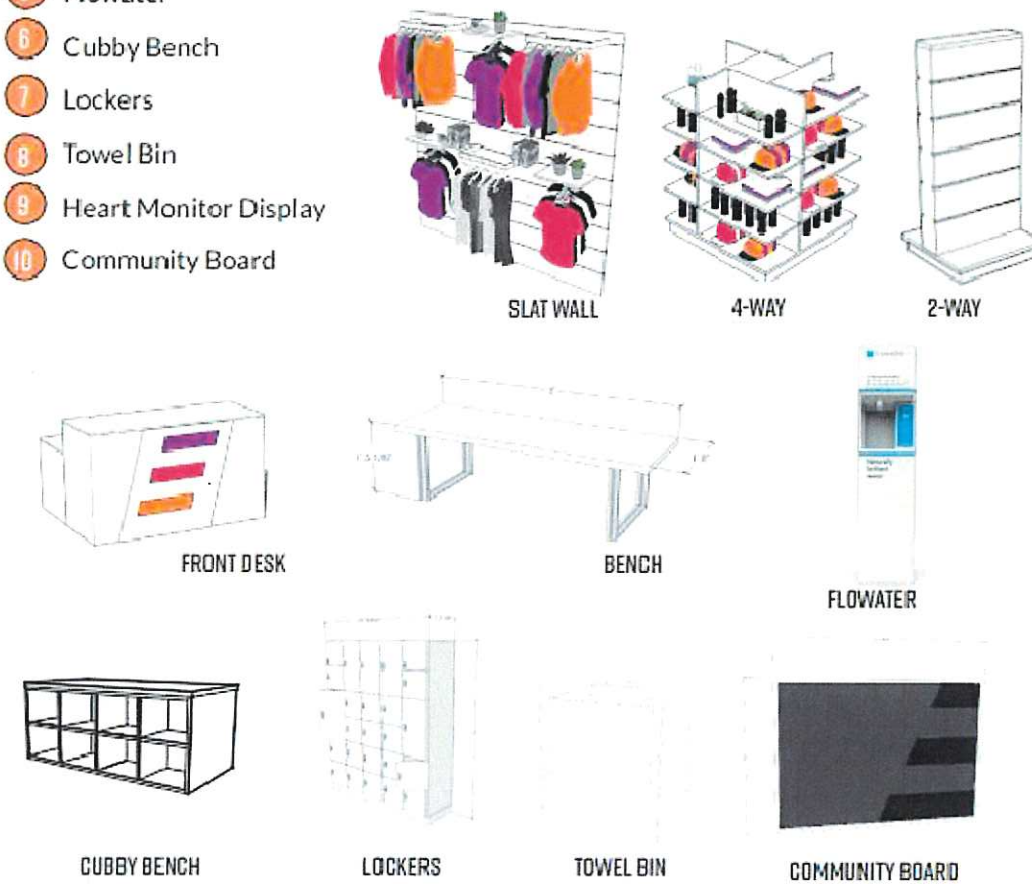 6 Cubby Bench
7 Lockers
8 Towel Bin
9 Heart Monitor Display
10 Community Board
SLAT WALL
4-WAY
2-WAY
FRONT DESK
BENCH
FLOWATER
CUBBY BENCH
LOCKERS
TOWEL BIN
COMMUNITY BOARD